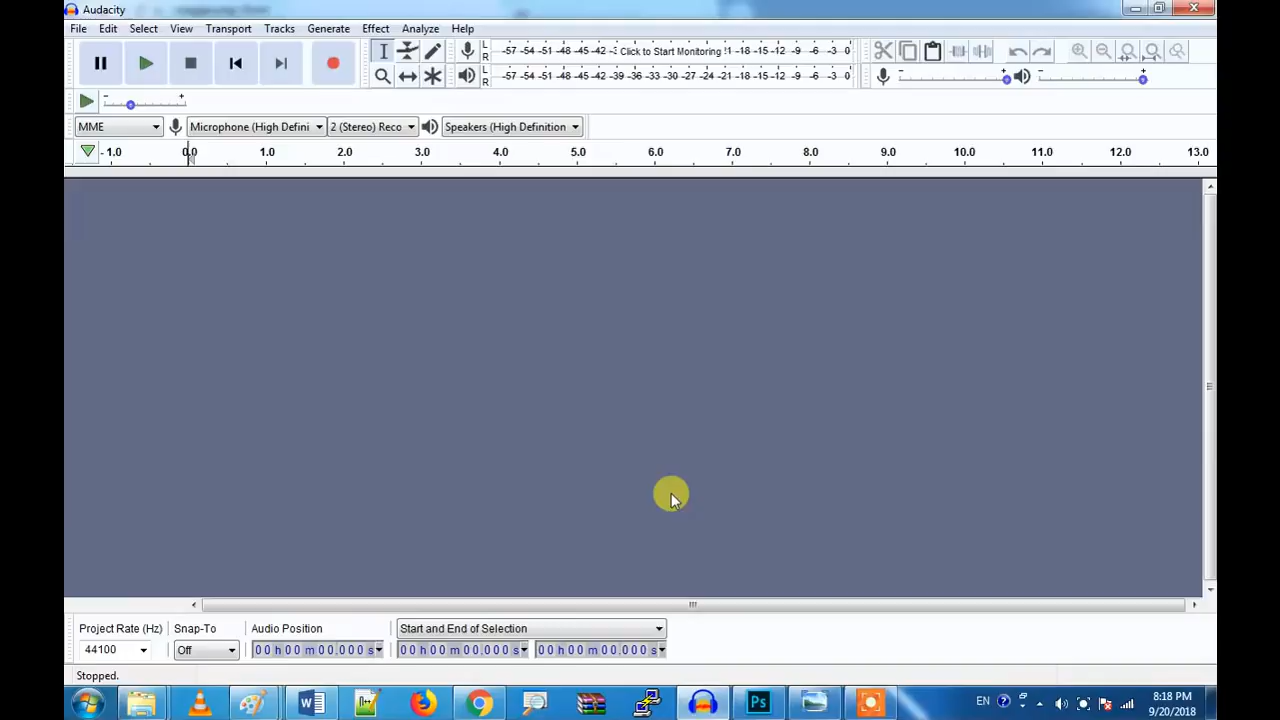 Audacity
File Edit Select View Transport Tracks Generate Effect Analyze Help
L R -57 -54 -51 -48 -45 -42 -3 Click to Start Monitoring !1 -18 -15 -12 -9 -6 -3 0
L R -57 -54 -51 -48 -45 -42 -39 -36 -33 -30 -27 -24 -21 -18 -15 -12 -9 -6 -3 0
- + - +
- +
MME Microphone (High Defini 2 (Stereo) Reco Speakers (High Definition
- 1.0 0.0 1.0 2.0 3.0 4.0 5.0 6.0 7.0 8.0 9.0 10.0 11.0 12.0 13.0
Project Rate (Hz) Snap-To Audio Position Start and End of Selection
44100 Off 00 h 00 m 00.000 s 00 h 00 m 00.000 s 00 h 00 m 00.000 s
Stopped.
W Ps EN 8:18 PM
9/20/2018